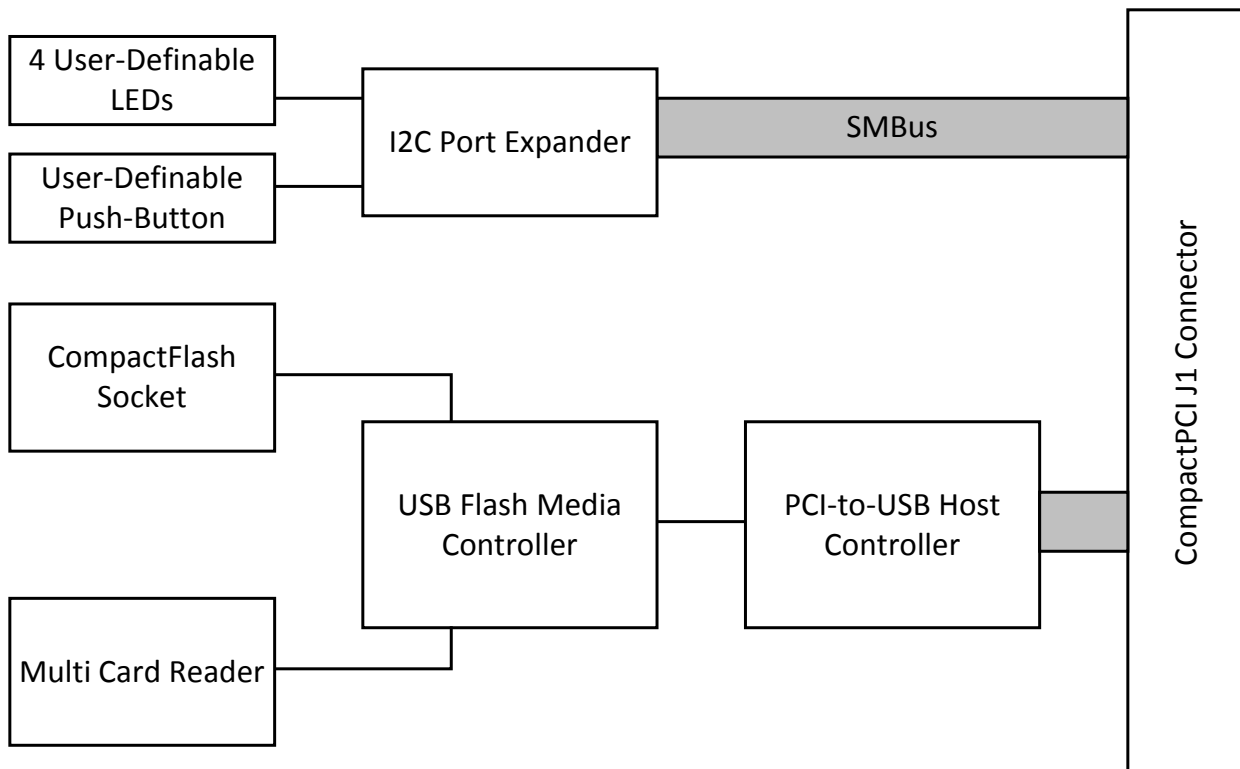 4 User-Definable
LEDs
I2C Port Expander
SMBus
User-Definable
Push-Button
CompactPCI J1 Connector
CompactFlash
Socket
USB Flash Media
Controller
PCI-to-USB Host
Controller
Multi Card Reader